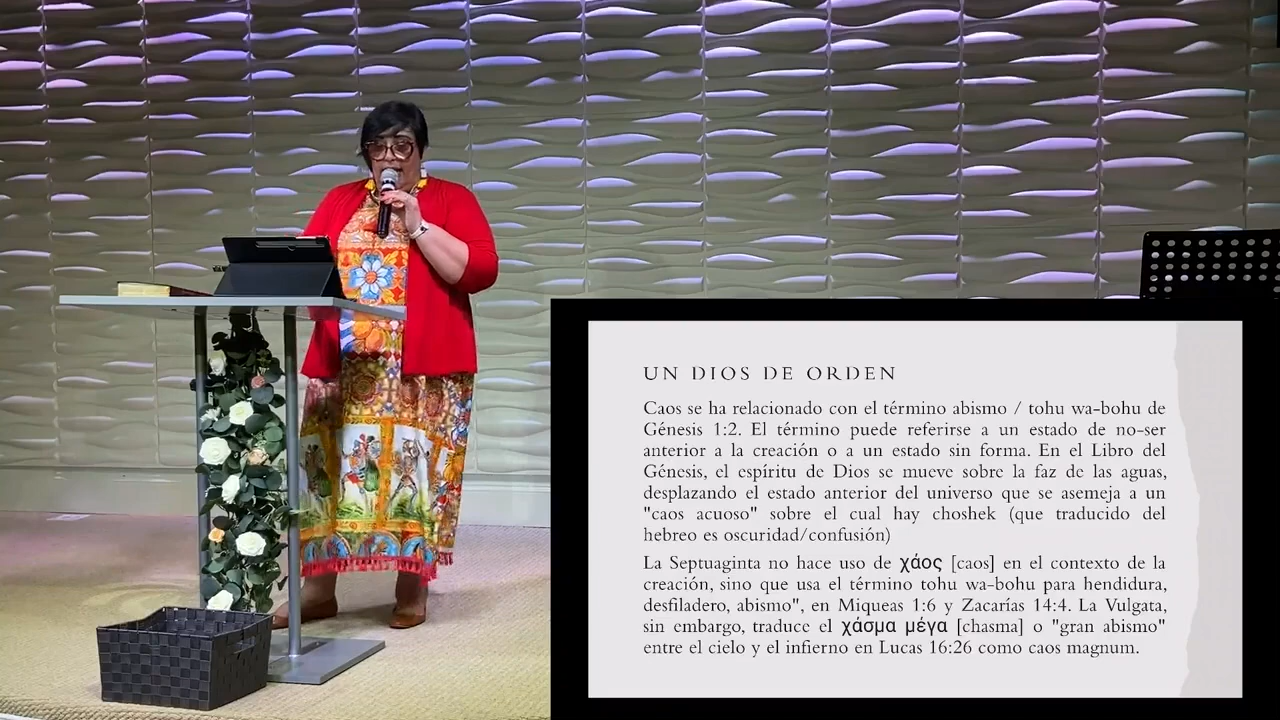 UN DIOS DE ORDEN
Caos se ha relacionado con el término abismo / tohu wa-bohu de
Génesis 1:2. El término puede referirse a un estado de no-ser
anterior a la creación o a un estado sin forma. En el Libro del
Génesis, el espíritu de Dios se mueve sobre la faz de las aguas,
desplazando el estado anterior del universo que se asemeja a un
"caos acuoso" sobre el cual hay choshek (que traducido del
hebreo es oscuridad/confusión)
La Septuaginta no hace uso de χάος [caos] en el contexto de la
creación, sino que usa el término tohu wa-bohu para hendidura,
desfiladero, abismo", en Miqueas 1:6 y Zacarías 14:4. La Vulgata,
sin embargo, traduce el χάσμα μέγα [chasma] o "gran abismo"
entre el cielo y el infierno en Lucas 16:26 como caos magnum.